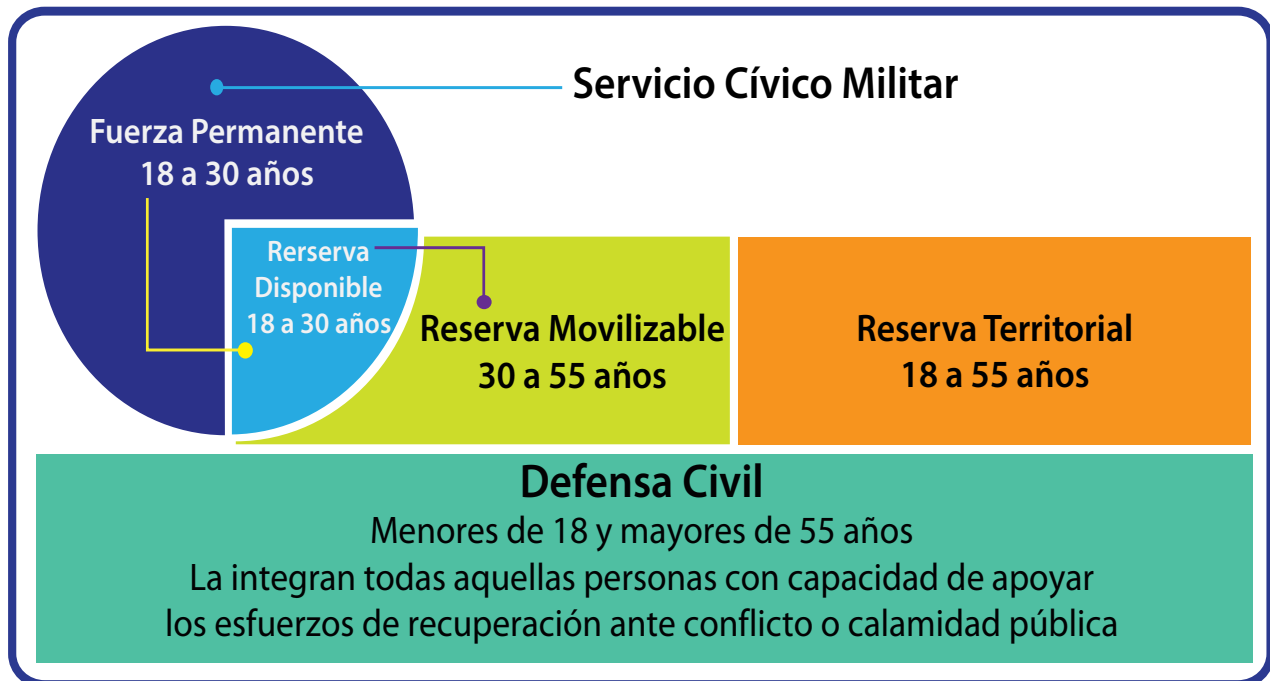 Servicio Cívico Militar
Fuerza Permanente
18 a 30 años
Rerserva
Disponible
18 a 30 años
Reserva Movilizable
30 a 55 años
Reserva Territorial
18 a 55 años
Defensa Civil
Menores de 18 y mayores de 55 años
La integran todas aquellas personas con capacidad de apoyar
los esfuerzos de recuperación ante conflicto o calamidad pública